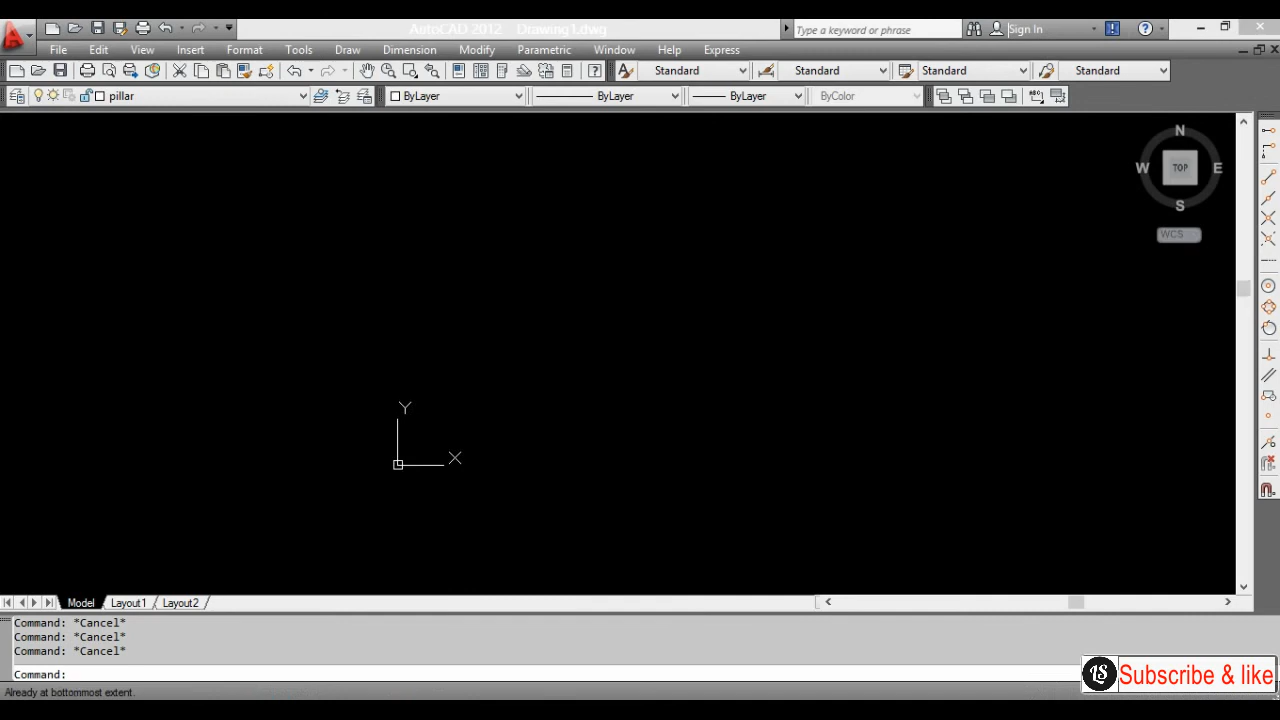 AutoCAD 2012 Drawing1.dwg
Type a keyword or phrase
Sign In
File Edit View Insert Format Tools Draw Dimension Modify Parametric Window Help Express
Standard Standard Standard Standard
pillar ByLayer ByLayer ByLayer ByColor
N
W TOP E
S
WCS
Y
X
Model Layout1 Layout2
Command: *Cancel*
Command: *Cancel*
Command: *Cancel*
Command:
LS Subscribe & like
Already at bottommost extent.